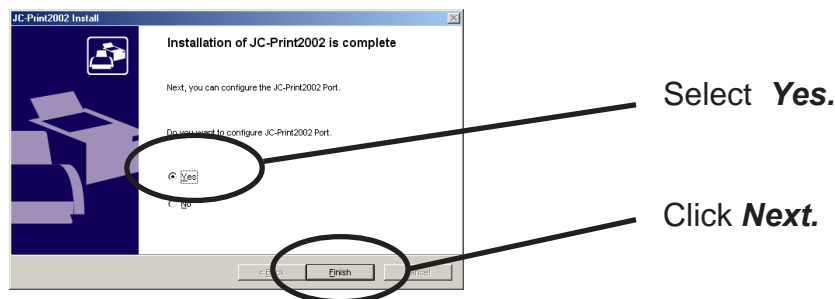 JC-Print2002 Install
Installation of JC-Print2002 is complete
Next, you can configure the JC-Print2002 Port.
Do you want to configure JC-Print2002 Port.
Yes
No
Select Yes.
Click Next.
< Back Finish Cancel